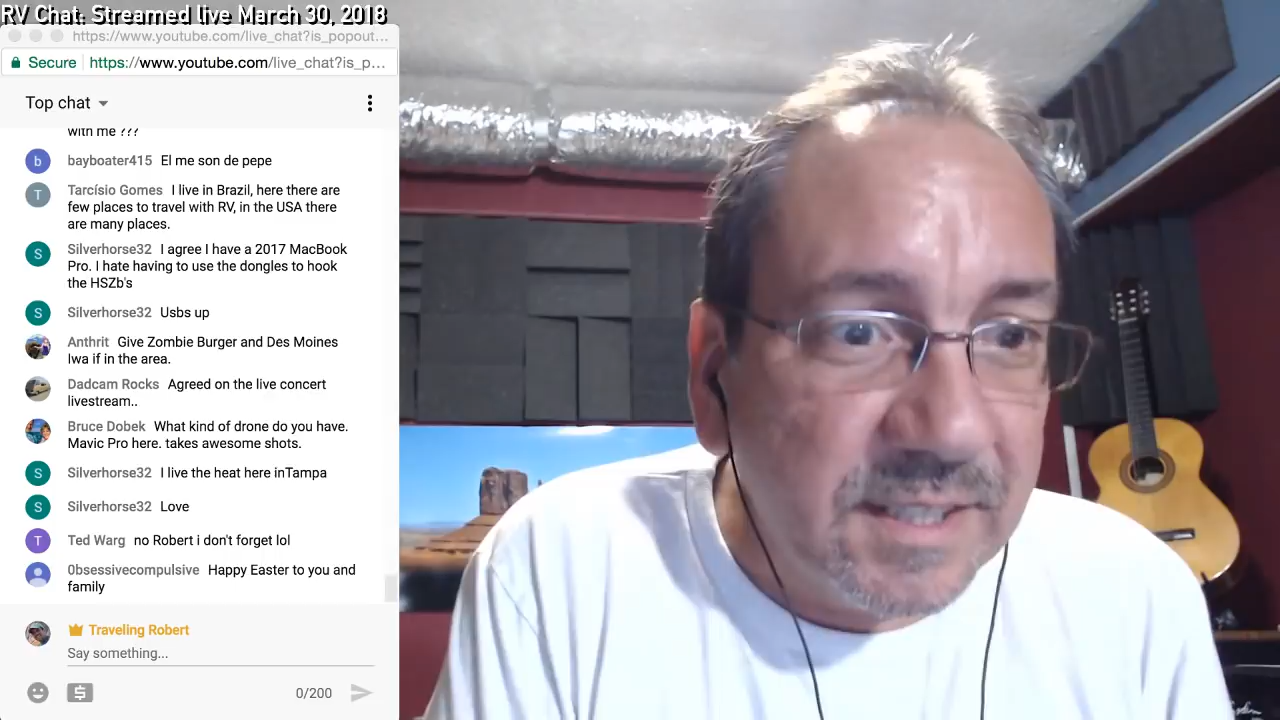 RV Chat. Streamed live March 30, 2018
https://www.youtube.com/live_chat?is_popout...
Secure https://www.youtube.com/live_chat?is_p...
Top chat
with me ???
b bayboater415 El me son de pepe
T Tarcísio Gomes I live in Brazil, here there are
few places to travel with RV, in the USA there
are many places.
S Silverhorse32 I agree I have a 2017 MacBook
Pro. I hate having to use the dongles to hook
the HSZb's
S Silverhorse32 Usbs up
Anthrit Give Zombie Burger and Des Moines
Iwa if in the area.
Dadcam Rocks Agreed on the live concert
livestream..
Bruce Dobek What kind of drone do you have.
Mavic Pro here. takes awesome shots.
S Silverhorse32 I live the heat here inTampa
S Silverhorse32 Love
T Ted Warg no Robert i don't forget lol
0bsessivecompulsive Happy Easter to you and
family
Traveling Robert
Say something...
$ 0/200